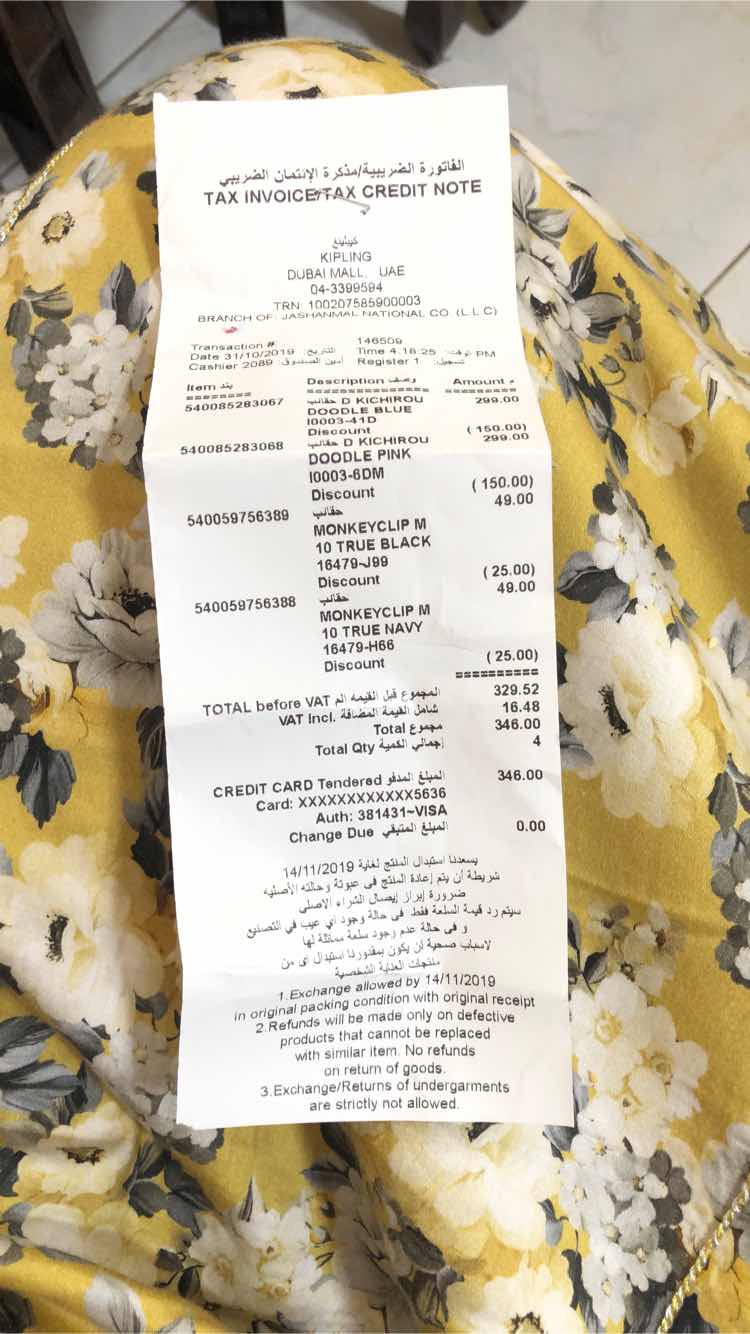 الفاتورة الضريبية/مذكرة الإئتمان الضريبي
TAX INVOICE/TAX CREDIT NOTE
كيبلينغ
KIPLING
DUBAI MALL, UAE
04-3399594
TRN: 100207585900003
BRANCH OF: JASHANMAL NATIONAL CO. (L.L.C)
Transaction # 146509
Date 31/10/2019 التاريخ: Time 4:18:25 توقيت: PM
Cashier 2089 أمين الصندوق: Register 1 تسجيل:
Item بند Description وصف Amount م
======== =============== =========
540085283067 حقائب D KICHIROU 299.00
DOODLE BLUE
I0003-41D
Discount ( 150.00)
540085283068 حقائب D KICHIROU 299.00
DOODLE PINK
I0003-6DM
Discount ( 150.00)
540059756389 حقائب 49.00
MONKEYCLIP M
10 TRUE BLACK
16479-J99
Discount ( 25.00)
540059756388 حقائب 49.00
MONKEYCLIP M
10 TRUE NAVY
16479-H66
Discount ( 25.00)
==========
TOTAL before VAT المجموع قبل القيمه الم 329.52
VAT Incl. شامل القيمة المضافة 16.48
Total مجموع 346.00
Total Qty إجمالي الكمية 4
CREDIT CARD Tendered المبلغ المدفو 346.00
Card: XXXXXXXXXXXX5636
Auth: 381431~VISA
Change Due المبلغ المتبقي 0.00
يسعدنا استبدال المنتج لغاية 14/11/2019
شريطة أن يتم إعادة المنتج في عبوتة وحالته الأصليه
ضرورة إبراز إيصال الشراء الاصلى
سيتم رد قيمة السلعة فقط في حالة وجود أي عيب في التصنيع
و في حالة عدم وجود سلعة مماثلة لها
لاسباب صحية لن يكون بمقدورنا استبدال أى من
منتجات العناية الشخصية
1.Exchange allowed by 14/11/2019
in original packing condition with original receipt
2.Refunds will be made only on defective
products that cannot be replaced
with similar item. No refunds
on return of goods.
3.Exchange/Returns of undergarments
are strictly not allowed.